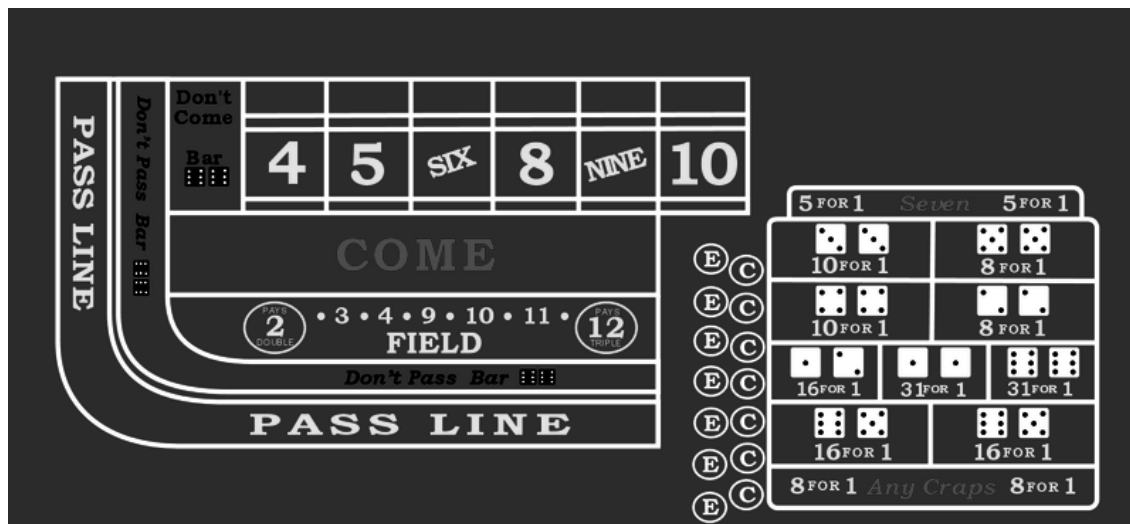 PASS LINE
Don't Pass Bar
Don't
Come
Bar
4 5 SIX 8 NINE 10
COME
PAYS
2
DOUBLE
• 3 • 4 • 9 • 10 • 11 •
FIELD
PAYS
12
TRIPLE
Don't Pass Bar
PASS LINE
E C
E C
E C
E C
E C
E C
E C
5 FOR 1 Seven 5 FOR 1
10 FOR 1 8 FOR 1
10 FOR 1 8 FOR 1
16 FOR 1 31 FOR 1 31 FOR 1
16 FOR 1 16 FOR 1
8 FOR 1 Any Craps 8 FOR 1